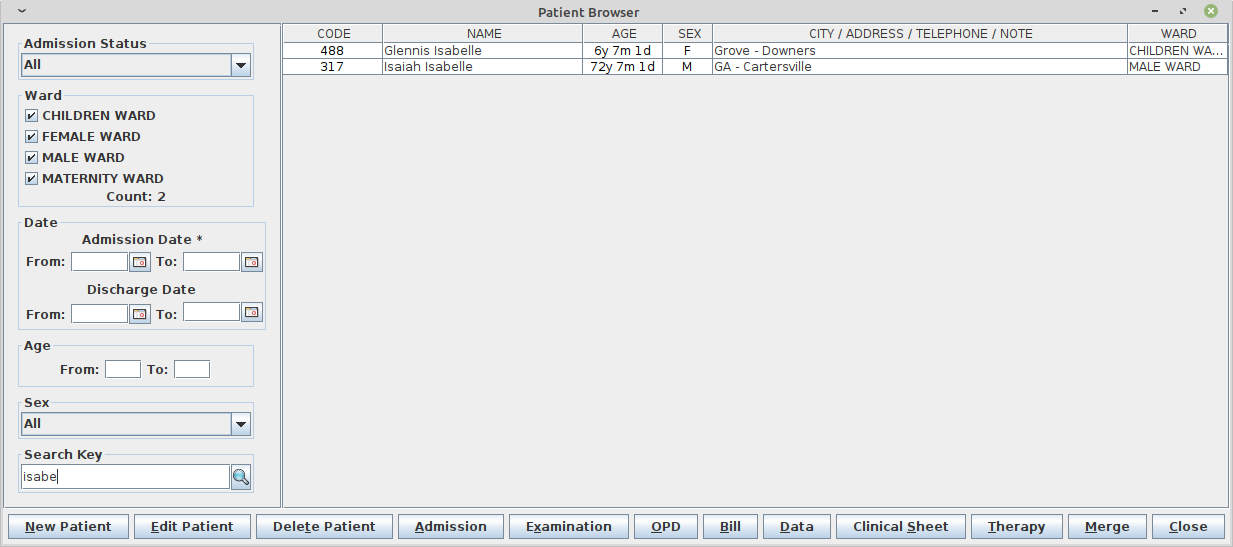 Patient Browser
Admission Status
All
Ward
CHILDREN WARD
FEMALE WARD
MALE WARD
MATERNITY WARD
Count: 2
Date
Admission Date *
From: To:
Discharge Date
From: To:
Age
From: To:
Sex
All
Search Key
isabe
CODE NAME AGE SEX CITY / ADDRESS / TELEPHONE / NOTE WARD
488 Glennis Isabelle 6y 7m 1d F Grove - Downers CHILDREN WA...
317 Isaiah Isabelle 72y 7m 1d M GA - Cartersville MALE WARD
New Patient Edit Patient Delete Patient Admission Examination OPD Bill Data Clinical Sheet Therapy Merge Close